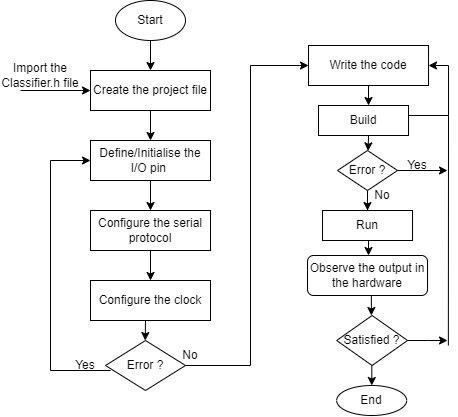 Start
Import the
Classifier.h file
Create the project file
Define/Initialise the
I/O pin
Configure the serial
protocol
Configure the clock
Error ?
Yes
No
Write the code
Build
Error ?
Yes
No
Run
Observe the output in
the hardware
Satisfied ?
End